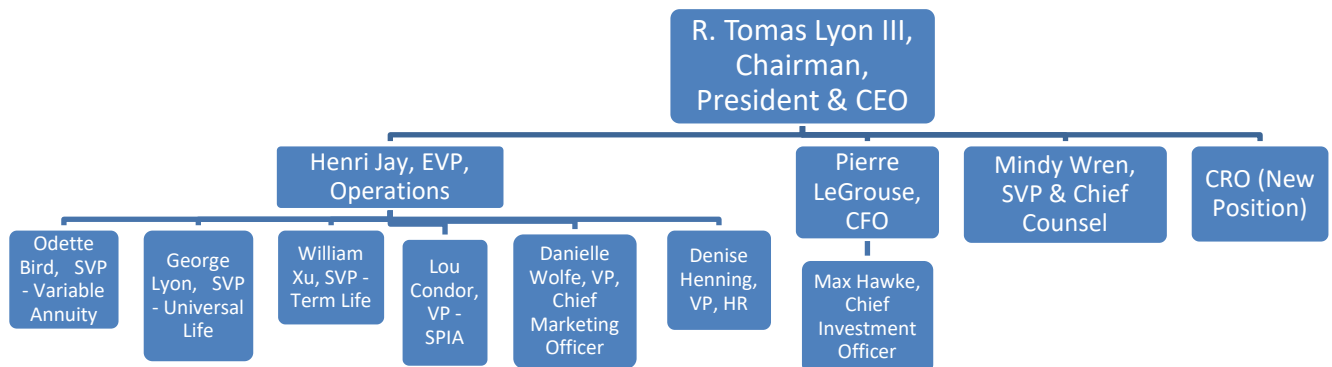 R. Tomas Lyon III,
Chairman,
President & CEO
Henri Jay, EVP,
Operations
Pierre
LeGrouse,
CFO
Mindy Wren,
SVP & Chief
Counsel
CRO (New
Position)
Odette
Bird, SVP
- Variable
Annuity
George
Lyon, SVP
- Universal
Life
William
Xu, SVP -
Term Life
Lou
Condor,
VP -
SPIA
Danielle
Wolfe, VP,
Chief
Marketing
Officer
Denise
Henning,
VP, HR
Max Hawke,
Chief
Investment
Officer